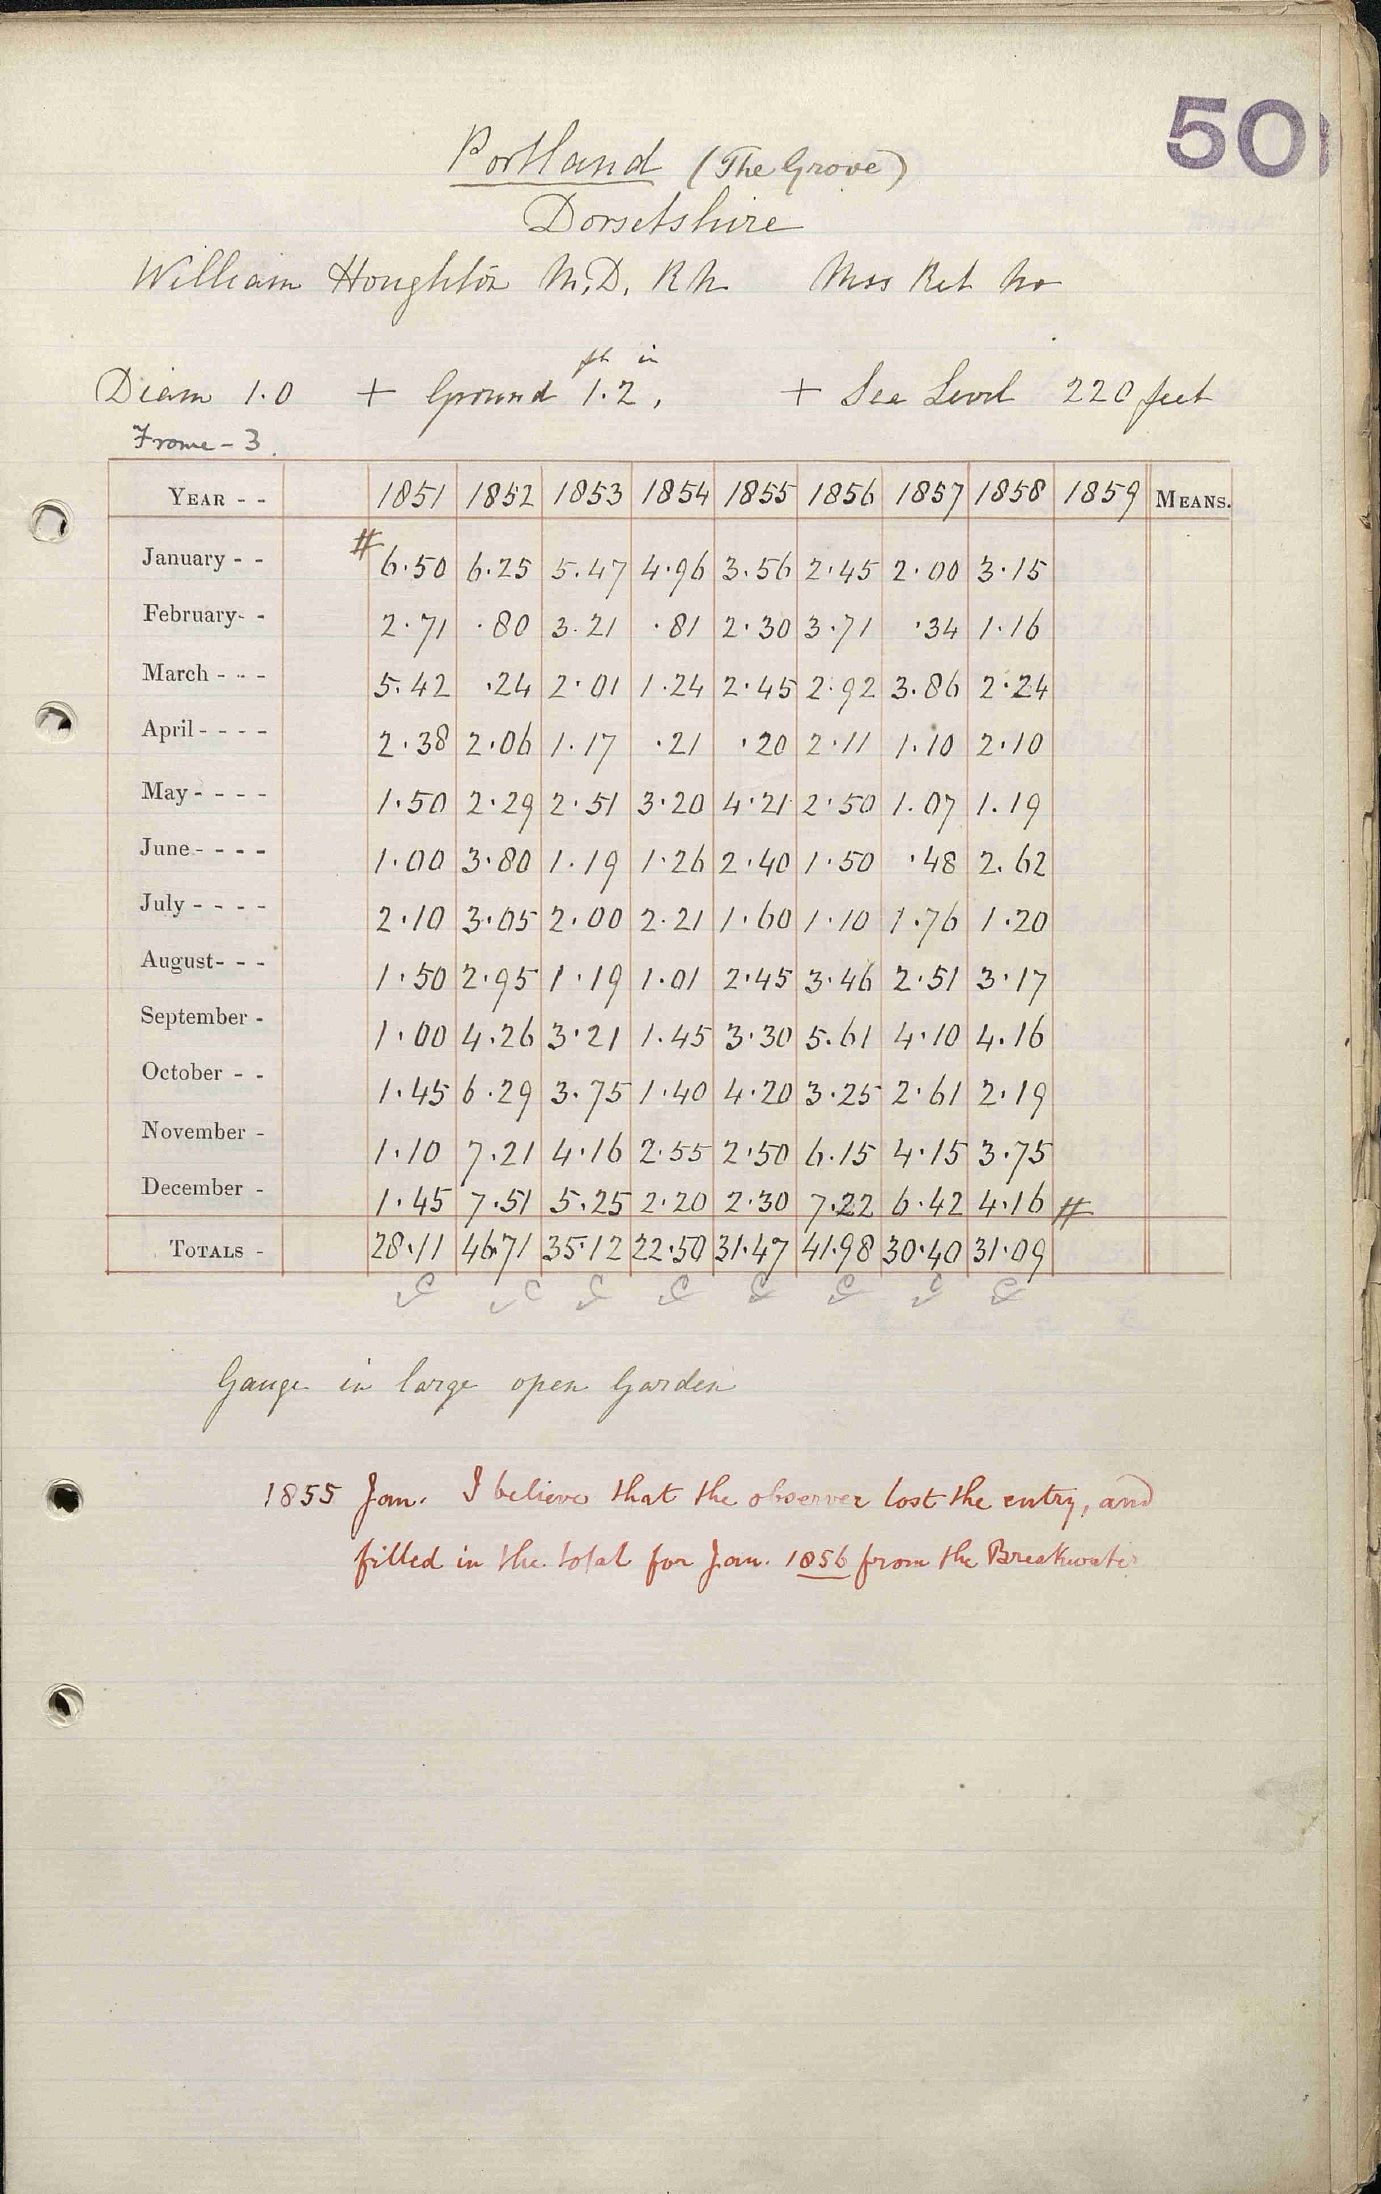 50
Portland (The Grove)
Dorsetshire
William Houghton M.D. R.N. Mss Ret No
ft in
Diam 1.0 + Ground 1.2, + Sea Level 220 feet
Frome - 3.
YEAR - - 1851 1852 1853 1854 1855 1856 1857 1858 1859 MEANS.
January - - # 6.50 6.25 5.47 4.96 3.56 2.45 2.00 3.15
February- - 2.71 .80 3.21 .81 2.30 3.71 .34 1.16
March - - - 5.42 .24 2.01 1.24 2.45 2.92 3.86 2.24
April - - - - 2.38 2.06 1.17 .21 .20 2.11 1.10 2.10
May - - - - 1.50 2.29 2.51 3.20 4.21 2.50 1.07 1.19
June - - - - 1.00 3.80 1.19 1.26 2.40 1.50 .48 2.62
July - - - - 2.10 3.05 2.00 2.21 1.60 1.10 1.76 1.20
August- - - 1.50 2.95 1.19 1.01 2.45 3.46 2.51 3.17
September - 1.00 4.26 3.21 1.45 3.30 5.61 4.10 4.16
October - - 1.45 6.29 3.75 1.40 4.20 3.25 2.61 2.19
November - 1.10 7.21 4.16 2.55 2.50 6.15 4.15 3.75
December - 1.45 7.51 5.25 2.20 2.30 7.22 6.42 4.16 #
TOTALS - 28.11 46.71 35.12 22.50 31.47 41.98 30.40 31.09
C C C C C C C C
Gauge in large open Garden
1855 Jan. I believe that the observer lost the entry, and
filled in the total for Jan. 1856 from the Breakwater